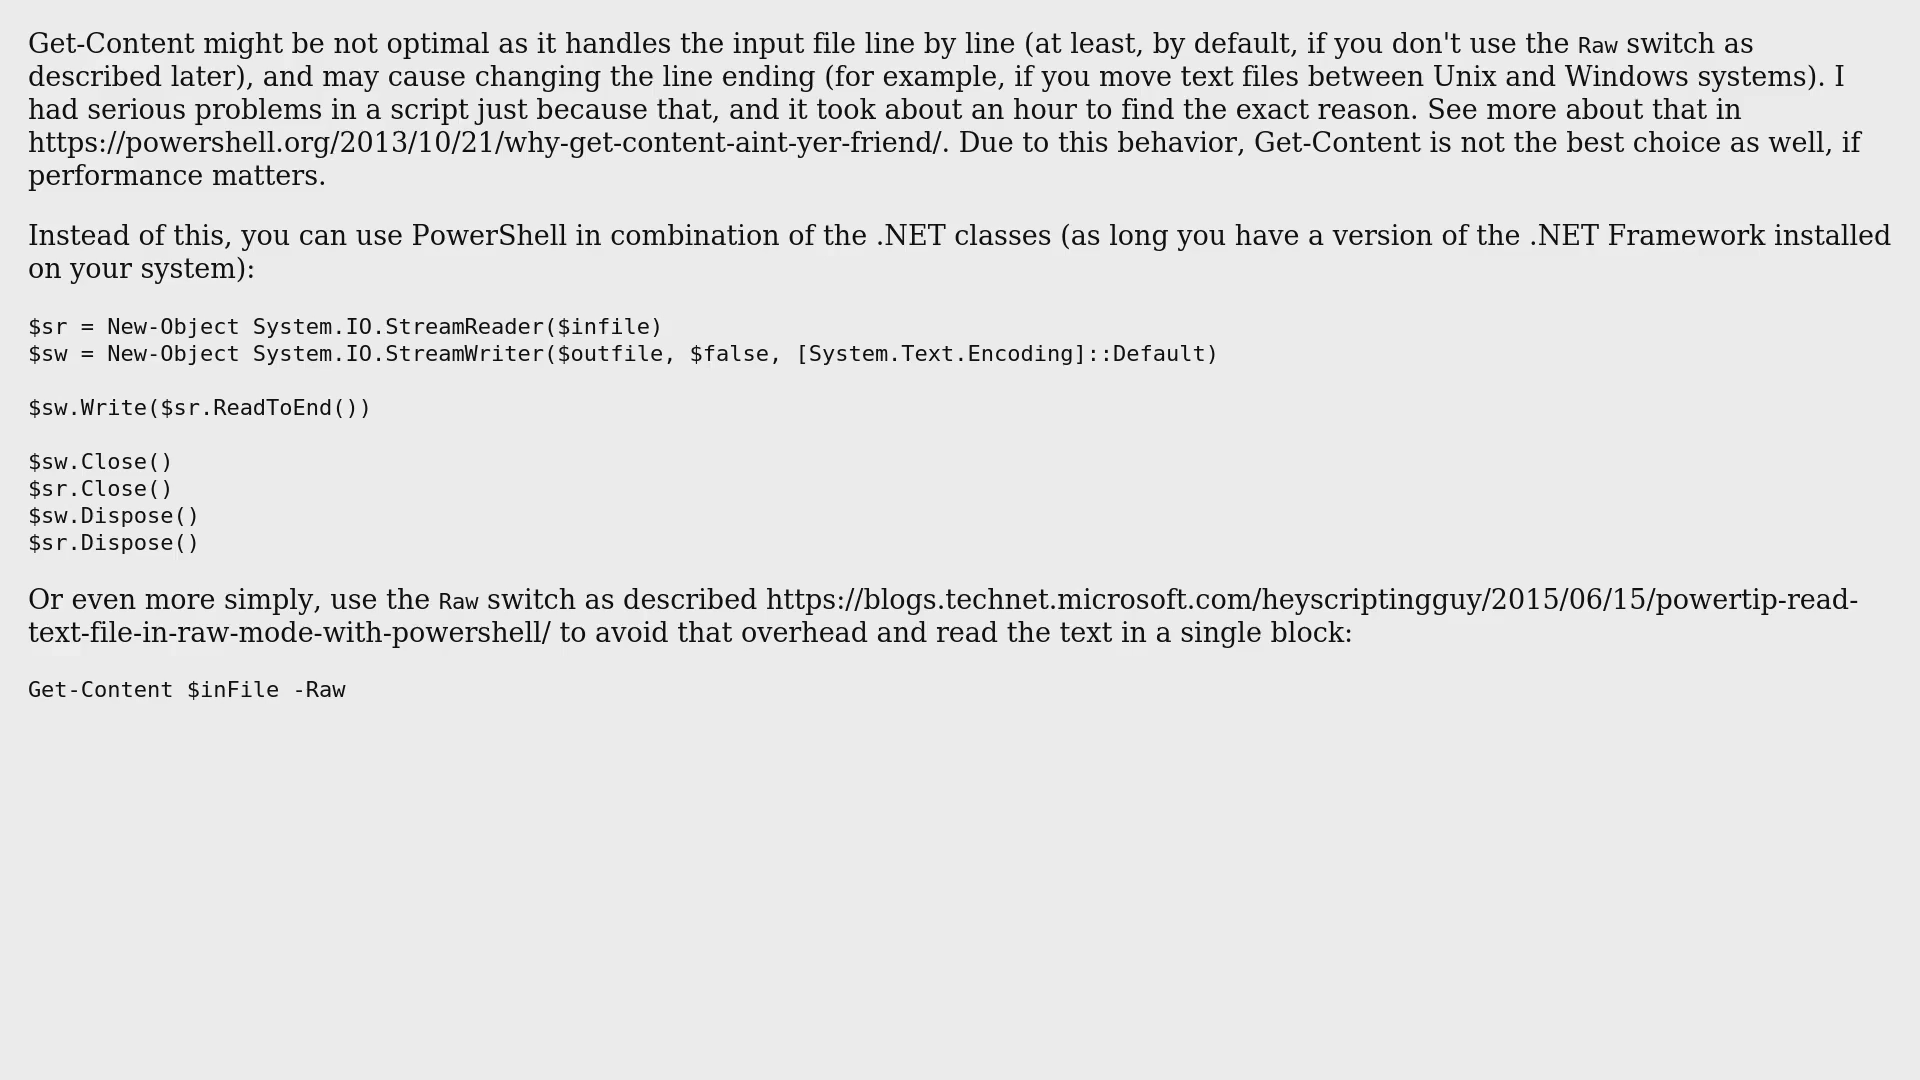 Get-Content might be not optimal as it handles the input file line by line (at least, by default, if you don't use the Raw switch as
described later), and may cause changing the line ending (for example, if you move text files between Unix and Windows systems). I
had serious problems in a script just because that, and it took about an hour to find the exact reason. See more about that in
https://powershell.org/2013/10/21/why-get-content-aint-yer-friend/. Due to this behavior, Get-Content is not the best choice as well, if
performance matters.
Instead of this, you can use PowerShell in combination of the .NET classes (as long you have a version of the .NET Framework installed
on your system):
$sr = New-Object System.IO.StreamReader($infile)
$sw = New-Object System.IO.StreamWriter($outfile, $false, [System.Text.Encoding]::Default)
$sw.Write($sr.ReadToEnd())
$sw.Close()
$sr.Close()
$sw.Dispose()
$sr.Dispose()
Or even more simply, use the Raw switch as described https://blogs.technet.microsoft.com/heyscriptingguy/2015/06/15/powertip-read-
text-file-in-raw-mode-with-powershell/ to avoid that overhead and read the text in a single block:
Get-Content $inFile -Raw